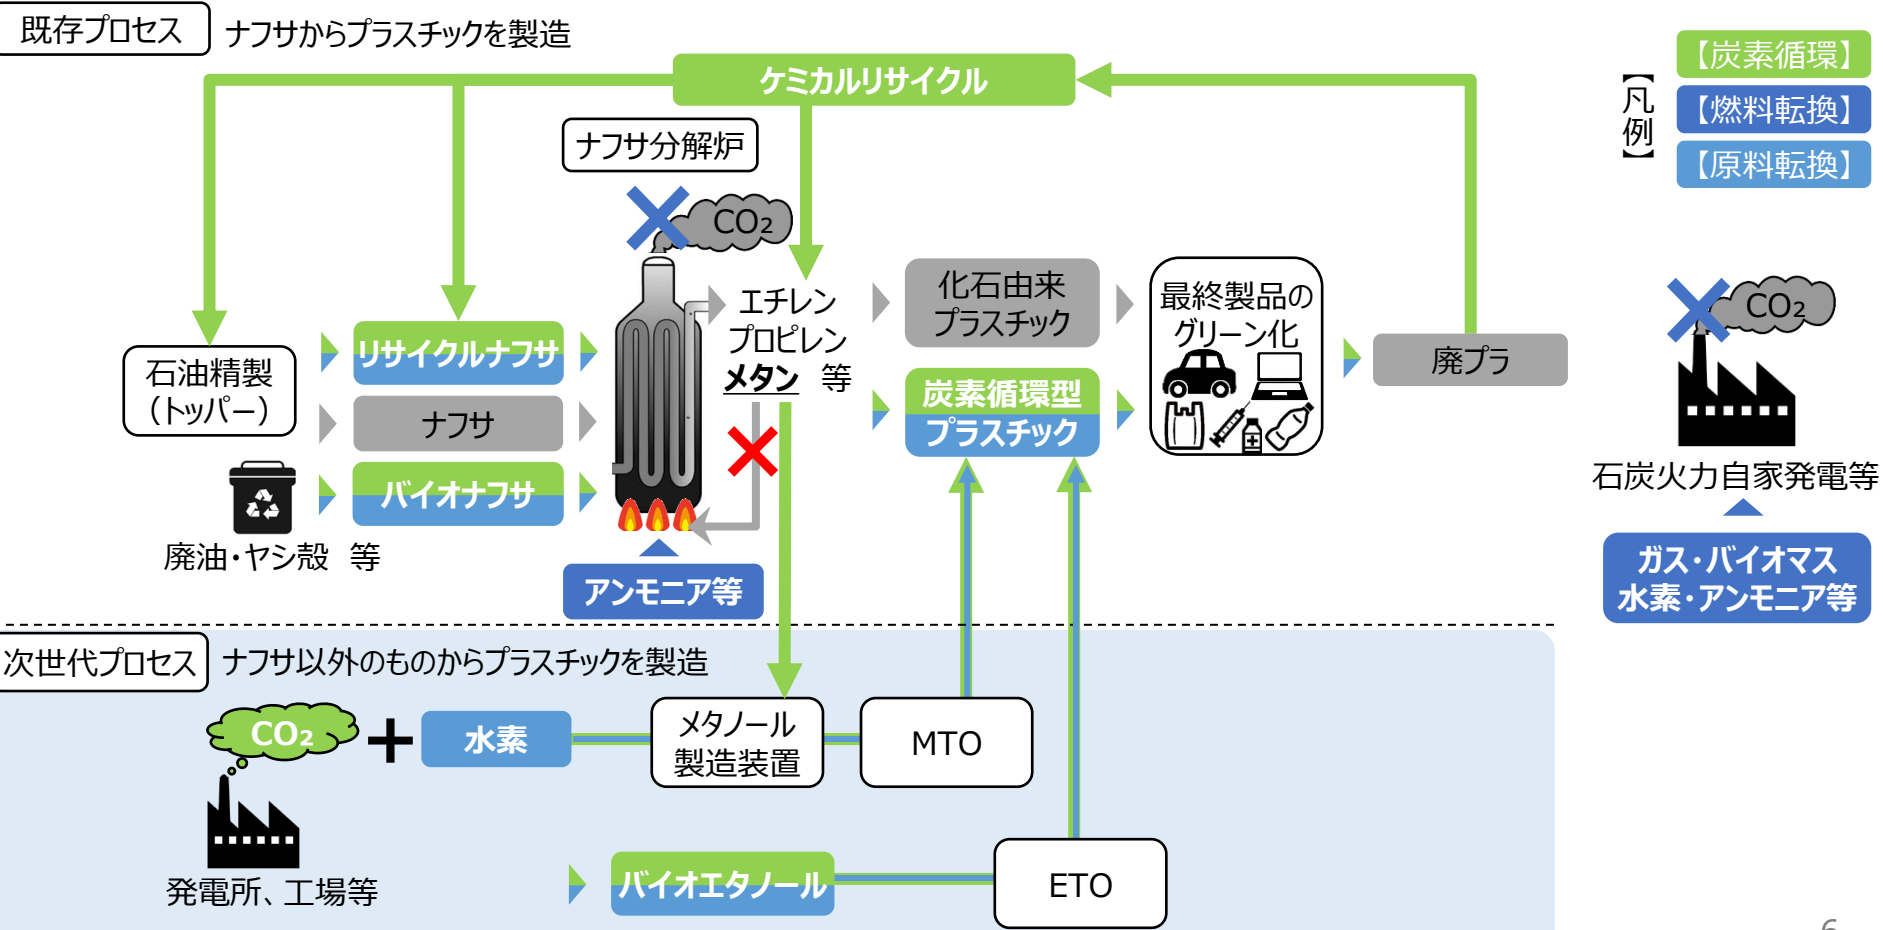 既存プロセス
ナフサからプラスチックを製造
ケミカルリサイクル
【凡例】
【炭素循環】
【燃料転換】
【原料転換】
ナフサ分解炉
CO₂
エチレン
プロピレン
メタン 等
化石由来
プラスチック
最終製品の
グリーン化
廃プラ
CO₂
石油精製
（トッパー）
リサイクルナフサ
ナフサ
バイオナフサ
炭素循環型
プラスチック
廃油・ヤシ殻 等
アンモニア等
石炭火力自家発電等
ガス・バイオマス
水素・アンモニア等
次世代プロセス
ナフサ以外のものからプラスチックを製造
CO₂
+
水素
メタノール
製造装置
MTO
発電所、工場等
バイオエタノール
ETO
6